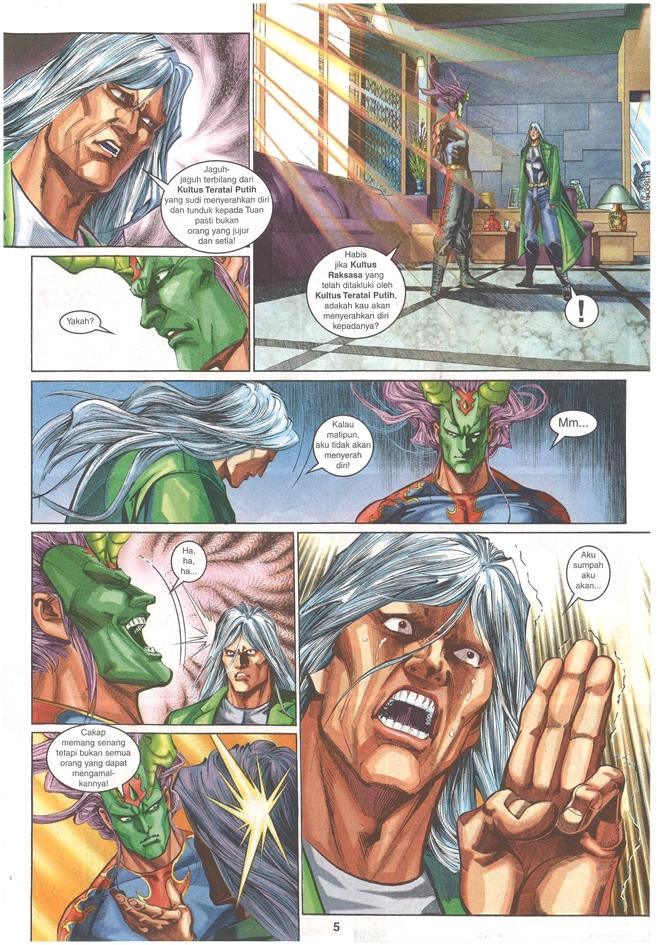 Jaguh-
jaguh terbilang dari
Kultus Teratai Putih
yang sudi menyerahkan diri
dan tunduk kepada Tuan
pasti bukan
orang yang jujur
dan setia!
Yakah?
Habis
jika Kultus
Raksasa yang
telah ditakluki oleh
Kultus Teratai Putih,
adakah kau akan
menyerahkan diri
kepadanya?
!
Kalau
matipun,
aku tidak akan
menyerah
diri!
Mm...
Ha,
ha,
ha...
Cakap
memang senang
tetapi bukan semua
orang yang dapat
mengamal-
kannya!
Aku
sumpah
aku
akan...
5